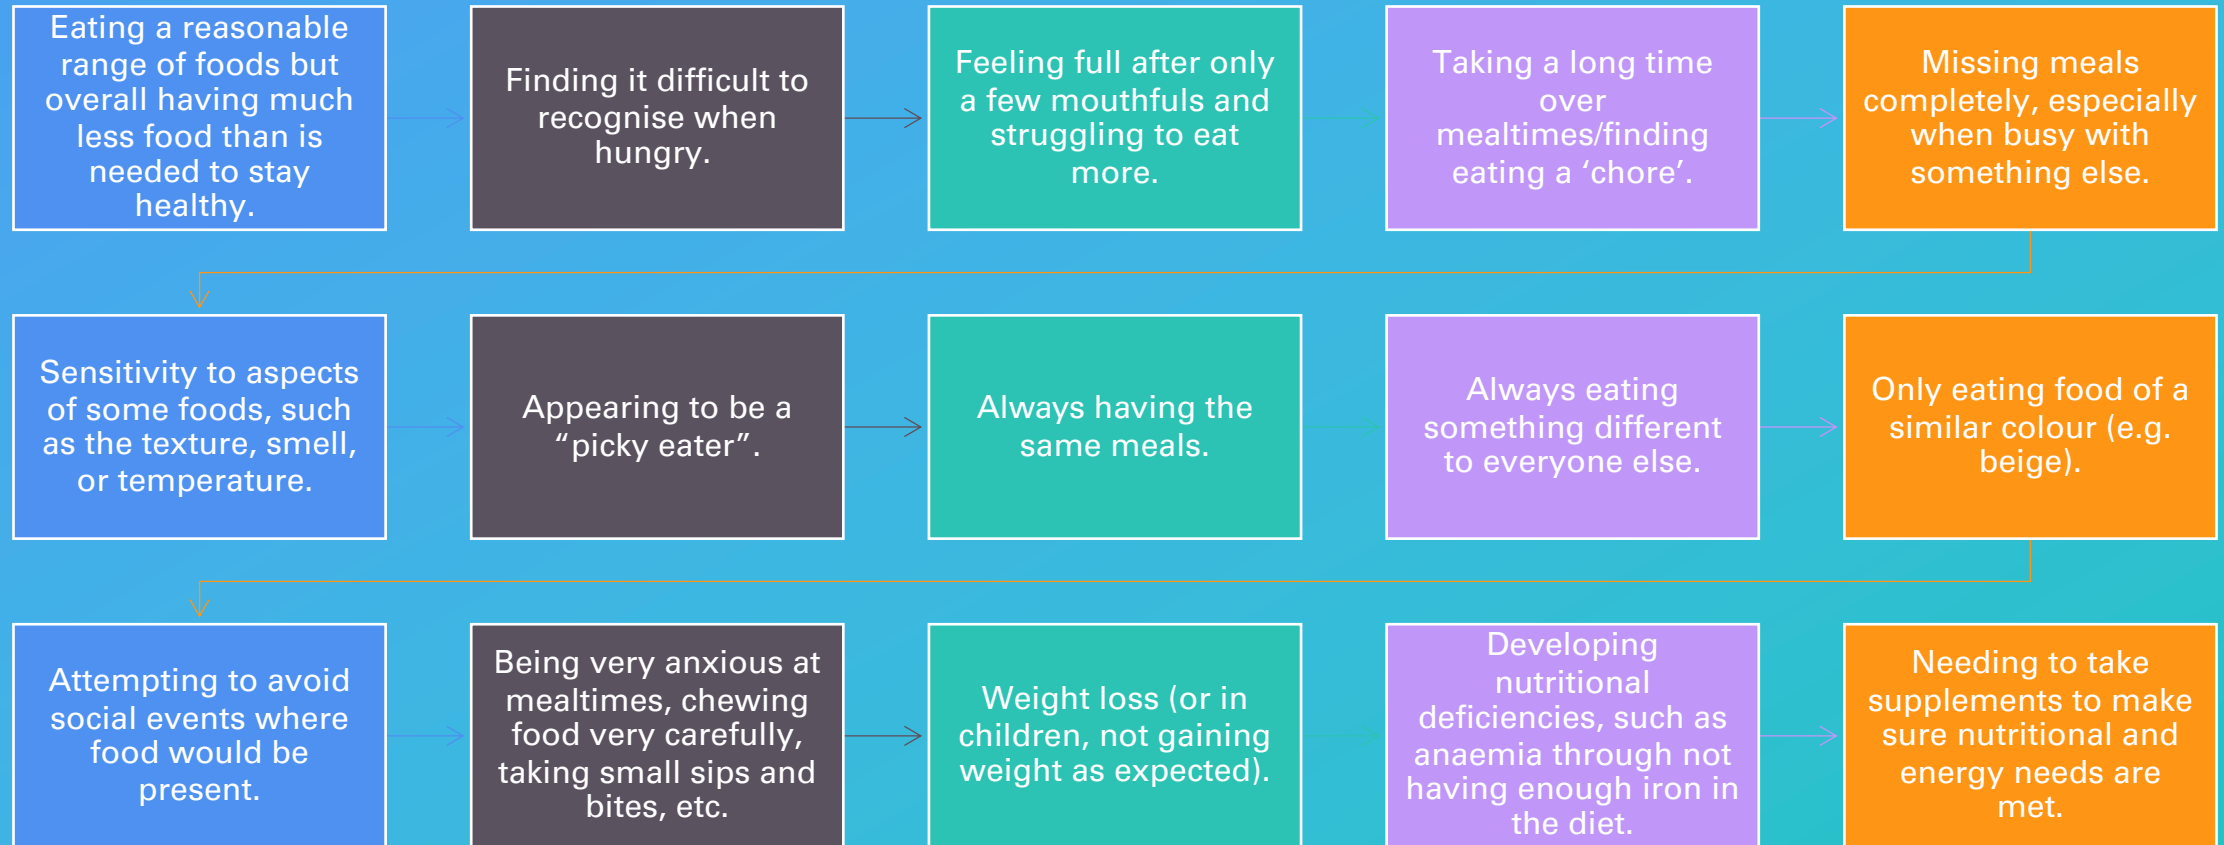 Eating a reasonable
range of foods but
overall having much
less food than is
needed to stay
healthy.
Finding it difficult to
recognise when
hungry.
Feeling full after only
a few mouthfuls and
struggling to eat
more.
Taking a long time
over
mealtimes/finding
eating a ‘chore’.
Missing meals
completely, especially
when busy with
something else.
Sensitivity to aspects
of some foods, such
as the texture, smell,
or temperature.
Appearing to be a
“picky eater”.
Always having the
same meals.
Always eating
something different
to everyone else.
Only eating food of a
similar colour (e.g.
beige).
Attempting to avoid
social events where
food would be
present.
Being very anxious at
mealtimes, chewing
food very carefully,
taking small sips and
bites, etc.
Weight loss (or in
children, not gaining
weight as expected).
Developing
nutritional
deficiencies, such as
anaemia through not
having enough iron in
the diet.
Needing to take
supplements to make
sure nutritional and
energy needs are
met.